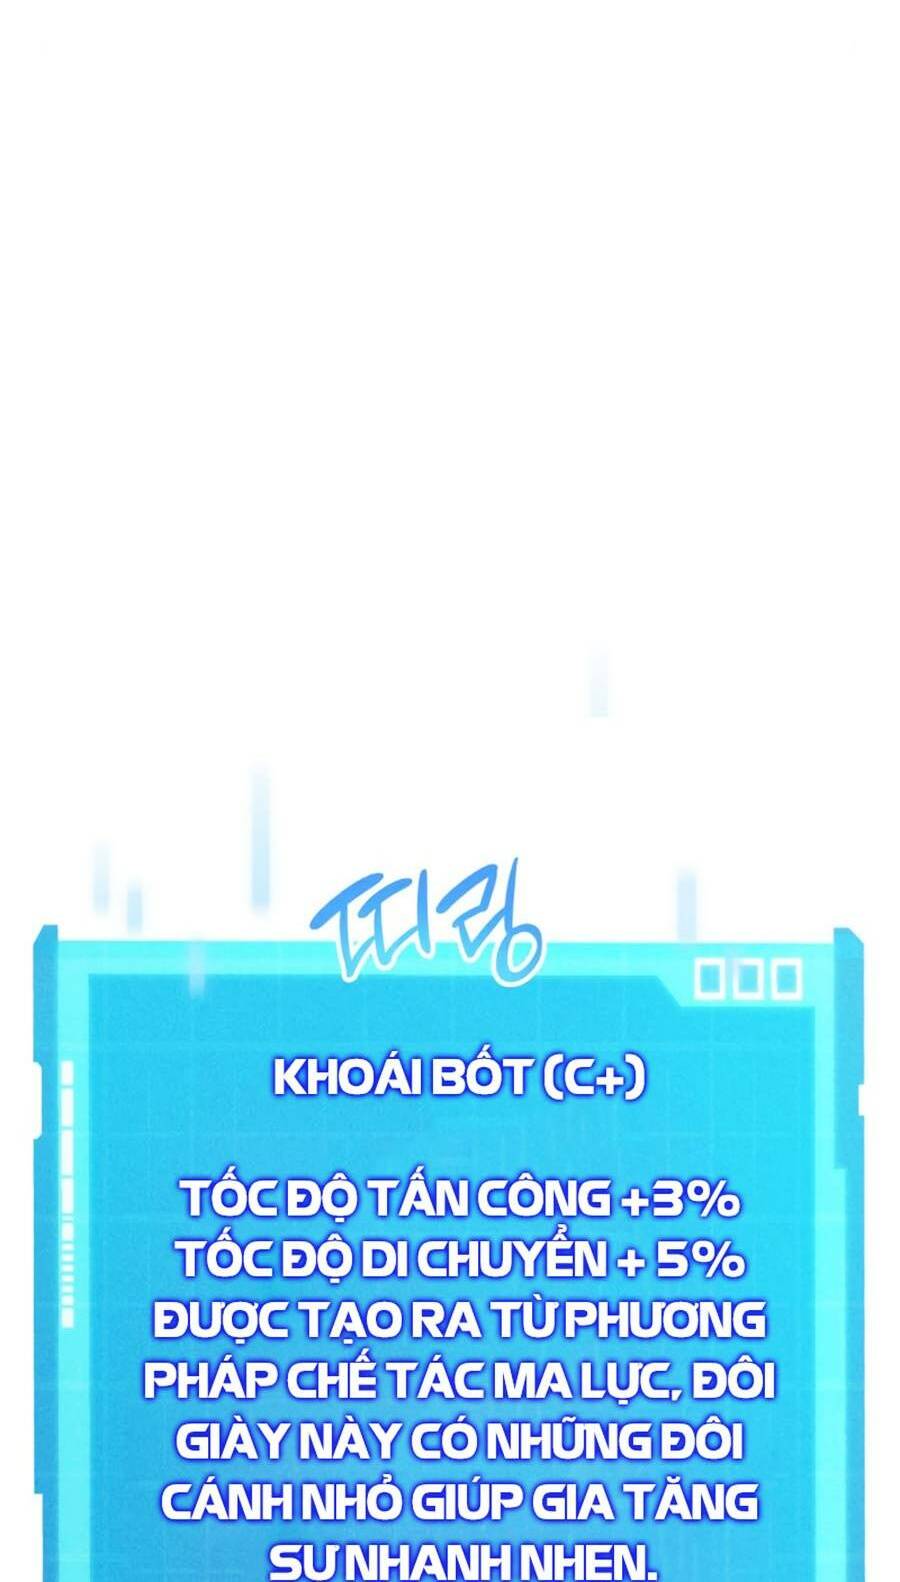 띠링
KHOÁI BỐT (C+)
TỐC ĐỘ TẤN CÔNG +3%
TỐC ĐỘ DI CHUYỂN + 5%
ĐƯỢC TẠO RA TỪ PHƯƠNG
PHÁP CHẾ TÁC MA LỰC, ĐÔI
GIÀY NÀY CÓ NHỮNG ĐÔI
CÁNH NHỎ GIÚP GIA TĂNG
SỰ NHANH NHẸN.